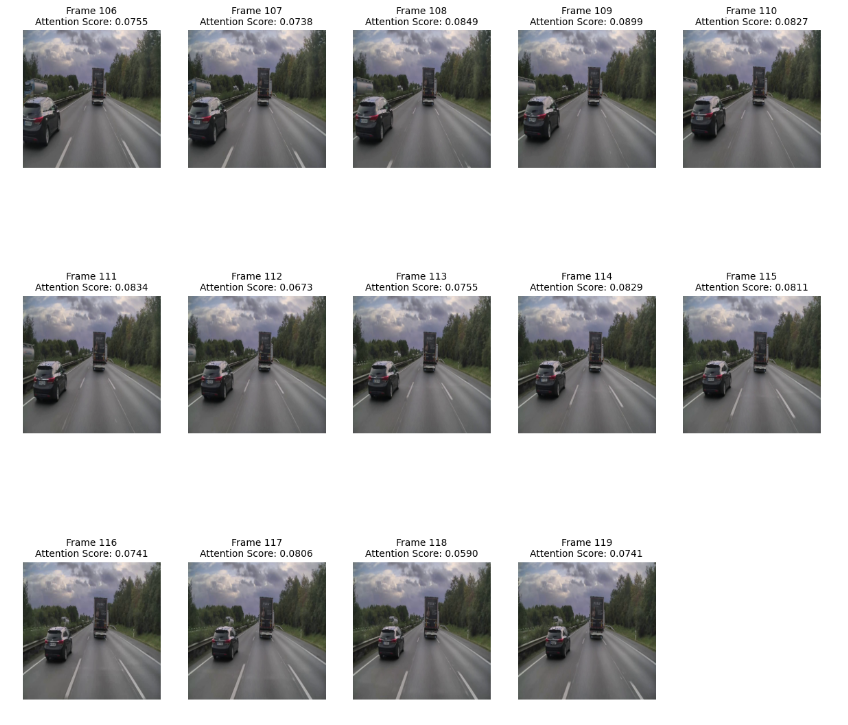 Frame 106
Attention Score: 0.0755
Frame 107
Attention Score: 0.0738
Frame 108
Attention Score: 0.0849
Frame 109
Attention Score: 0.0899
Frame 110
Attention Score: 0.0827
Frame 111
Attention Score: 0.0834
Frame 112
Attention Score: 0.0673
Frame 113
Attention Score: 0.0755
Frame 114
Attention Score: 0.0829
Frame 115
Attention Score: 0.0811
Frame 116
Attention Score: 0.0741
Frame 117
Attention Score: 0.0806
Frame 118
Attention Score: 0.0590
Frame 119
Attention Score: 0.0741